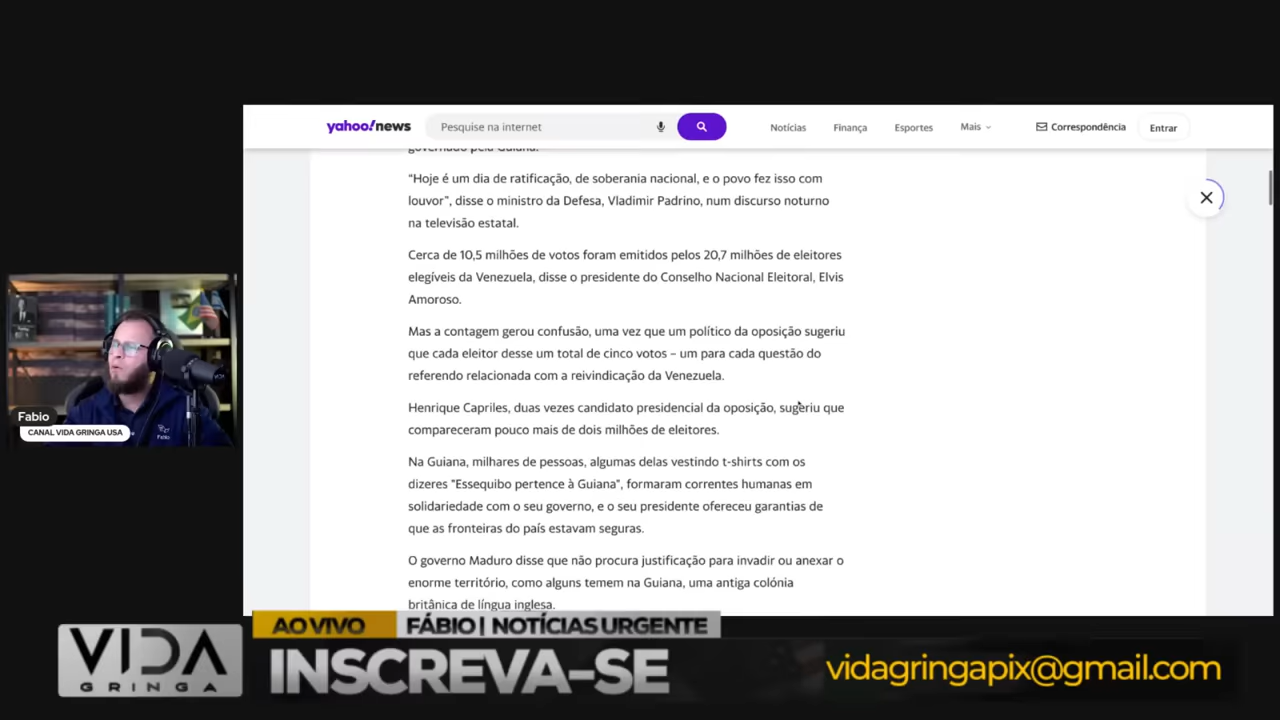 yahoo!news
Pesquise na internet
Notícias
Finança
Esportes
Mais
Correspondência
Entrar
governado pela Guiana.
“Hoje é um dia de ratificação, de soberania nacional, e o povo fez isso com
louvor”, disse o ministro da Defesa, Vladimir Padrino, num discurso noturno
na televisão estatal.
Cerca de 10,5 milhões de votos foram emitidos pelos 20,7 milhões de eleitores
elegíveis da Venezuela, disse o presidente do Conselho Nacional Eleitoral, Elvis
Amoroso.
Mas a contagem gerou confusão, uma vez que um político da oposição sugeriu
que cada eleitor desse um total de cinco votos – um para cada questão do
referendo relacionada com a reivindicação da Venezuela.
Henrique Capriles, duas vezes candidato presidencial da oposição, sugeriu que
compareceram pouco mais de dois milhões de eleitores.
Na Guiana, milhares de pessoas, algumas delas vestindo t-shirts com os
dizeres "Essequibo pertence à Guiana", formaram correntes humanas em
solidariedade com o seu governo, e o seu presidente ofereceu garantias de
que as fronteiras do país estavam seguras.
O governo Maduro disse que não procura justificação para invadir ou anexar o
enorme território, como alguns temem na Guiana, uma antiga colónia
britânica de língua inglesa.
Fabio
CANAL VIDA GRINGA USA
Fabio
AO VIVO
FÁBIO | NOTÍCIAS URGENTE
VIDA
GRINGA
INSCREVA-SE
vidagringapix@gmail.com